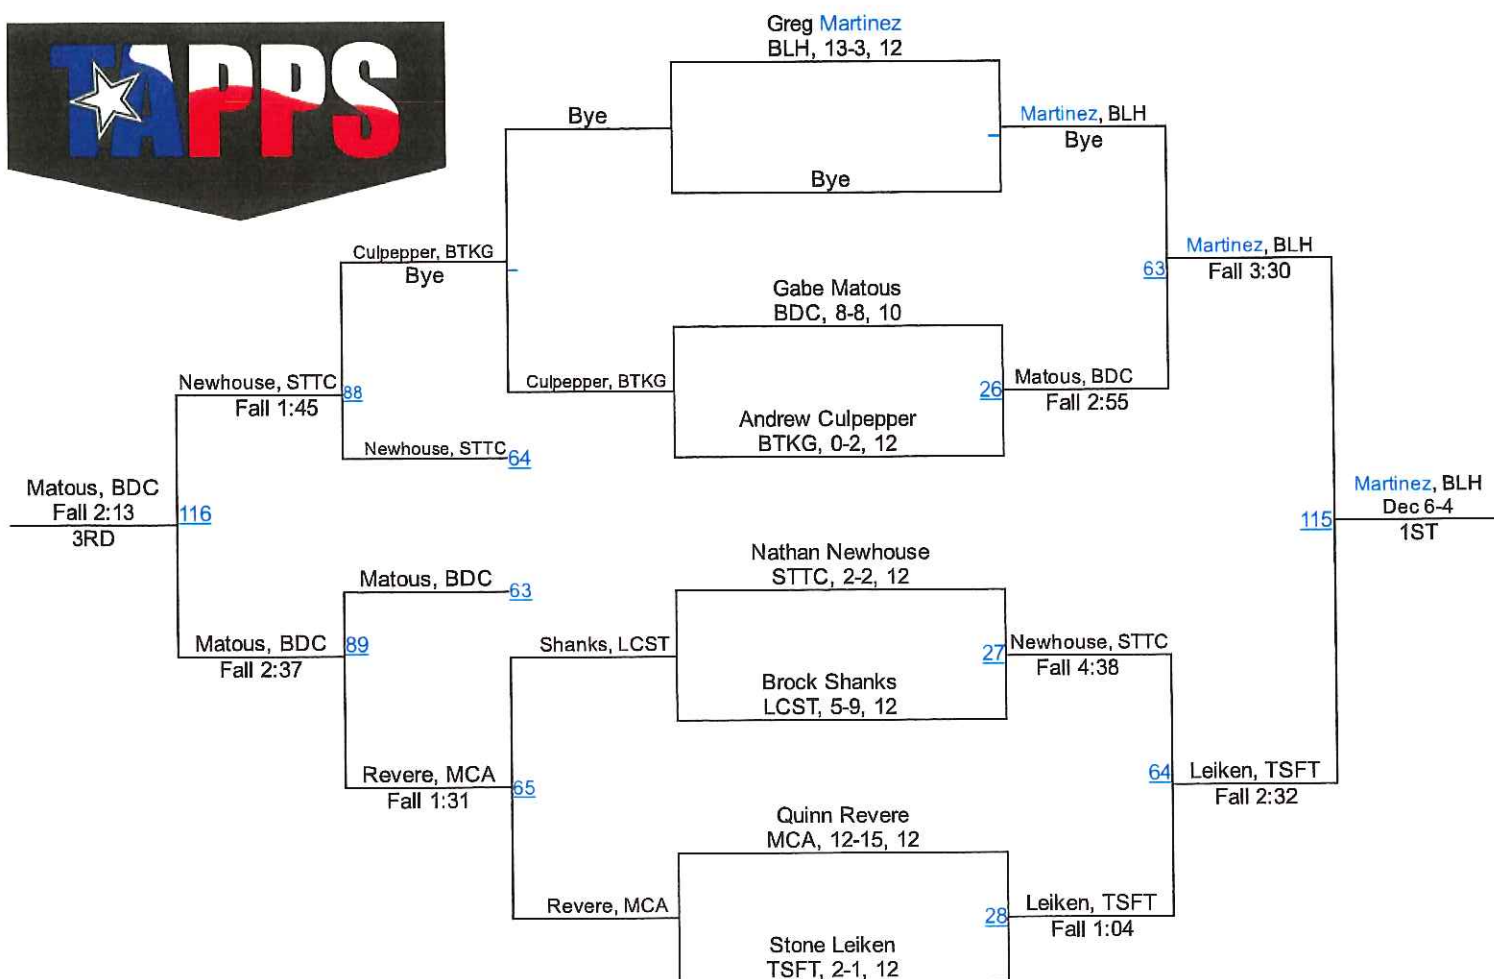 TAPPS
Greg Martinez
BLH, 13-3, 12
Bye
Martinez, BLH
Bye
Bye
Culpepper, BTKG
Bye
Martinez, BLH
Fall 3:30
63
Gabe Matous
BDC, 8-8, 10
Newhouse, STTC
Fall 1:45
88
Culpepper, BTKG
26
Matous, BDC
Fall 2:55
Andrew Culpepper
BTKG, 0-2, 12
Newhouse, STTC
64
Matous, BDC
Fall 2:13
3RD
116
115
Martinez, BLH
Dec 6-4
1ST
Nathan Newhouse
STTC, 2-2, 12
Matous, BDC
63
Matous, BDC
Fall 2:37
89
Shanks, LCST
27
Newhouse, STTC
Fall 4:38
Brock Shanks
LCST, 5-9, 12
Revere, MCA
Fall 1:31
65
64
Leiken, TSFT
Fall 2:32
Quinn Revere
MCA, 12-15, 12
Revere, MCA
28
Leiken, TSFT
Fall 1:04
Stone Leiken
TSFT, 2-1, 12